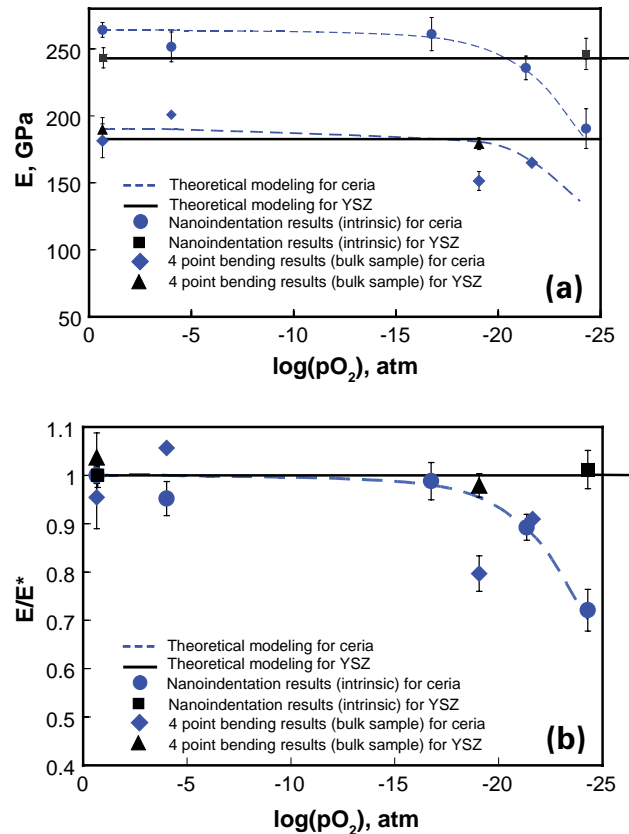 (a)
250
200
150
100
50
E, GPa
Theoretical modeling for ceria
Theoretical modeling for YSZ
Nanoindentation results (intrinsic) for ceria
Nanoindentation results (intrinsic) for YSZ
4 point bending results (bulk sample) for ceria
4 point bending results (bulk sample) for YSZ
0 -5 -10 -15 -20 -25
log(pO₂), atm
1.1
1
0.9
0.8
0.7
0.6
0.5
0.4
E/E*
Theoretical modeling for ceria
Theoretical modeling for YSZ
Nanoindentation results (intrinsic) for ceria
Nanoindentation results (intrinsic) for YSZ
4 point bending results (bulk sample) for ceria
4 point bending results (bulk sample) for YSZ
(b)
0 -5 -10 -15 -20 -25
log(pO₂), atm